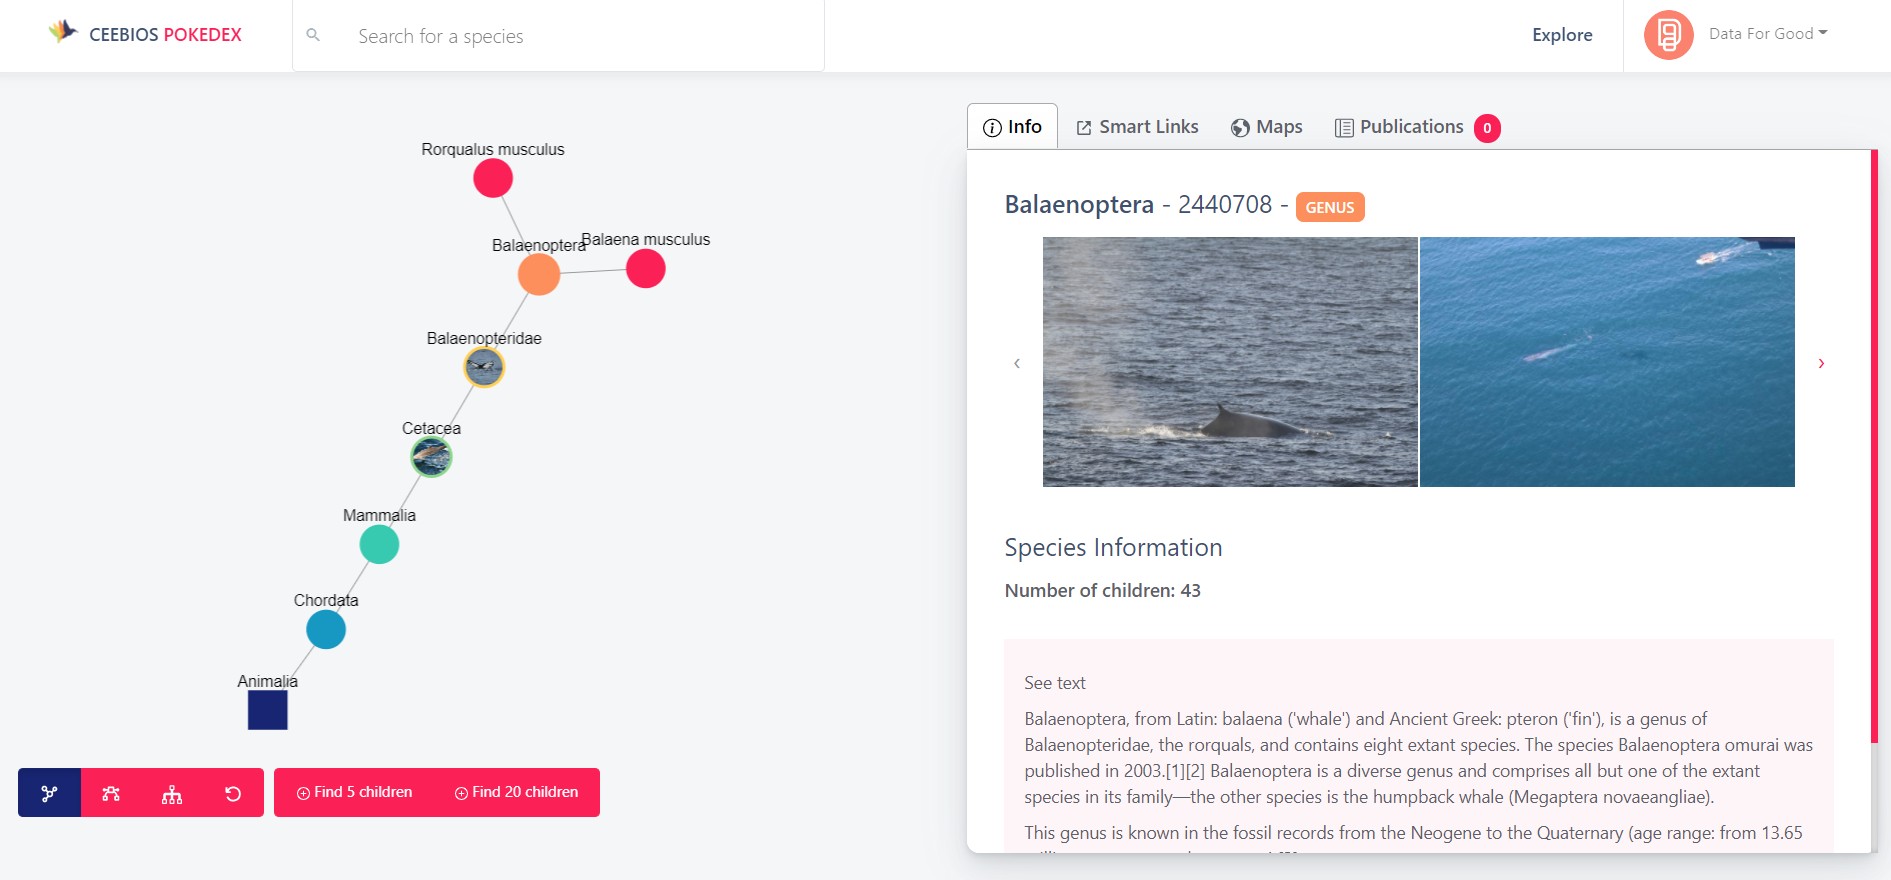 CEEBIOS POKEDEX
Search for a species
Explore
Data For Good
Rorqualus musculus
Balaenoptera
Balaena musculus
Balaenopteridae
Cetacea
Mammalia
Chordata
Animalia
Find 5 children
Find 20 children
Info
Smart Links
Maps
Publications 0
Balaenoptera - 2440708 - GENUS
Species Information
Number of children: 43
See text
Balaenoptera, from Latin: balaena ('whale') and Ancient Greek: pteron ('fin'), is a genus of
Balaenopteridae, the rorquals, and contains eight extant species. The species Balaenoptera omurai was
published in 2003.[1][2] Balaenoptera is a diverse genus and comprises all but one of the extant
species in its family—the other species is the humpback whale (Megaptera novaeangliae).
This genus is known in the fossil records from the Neogene to the Quaternary (age range: from 13.65